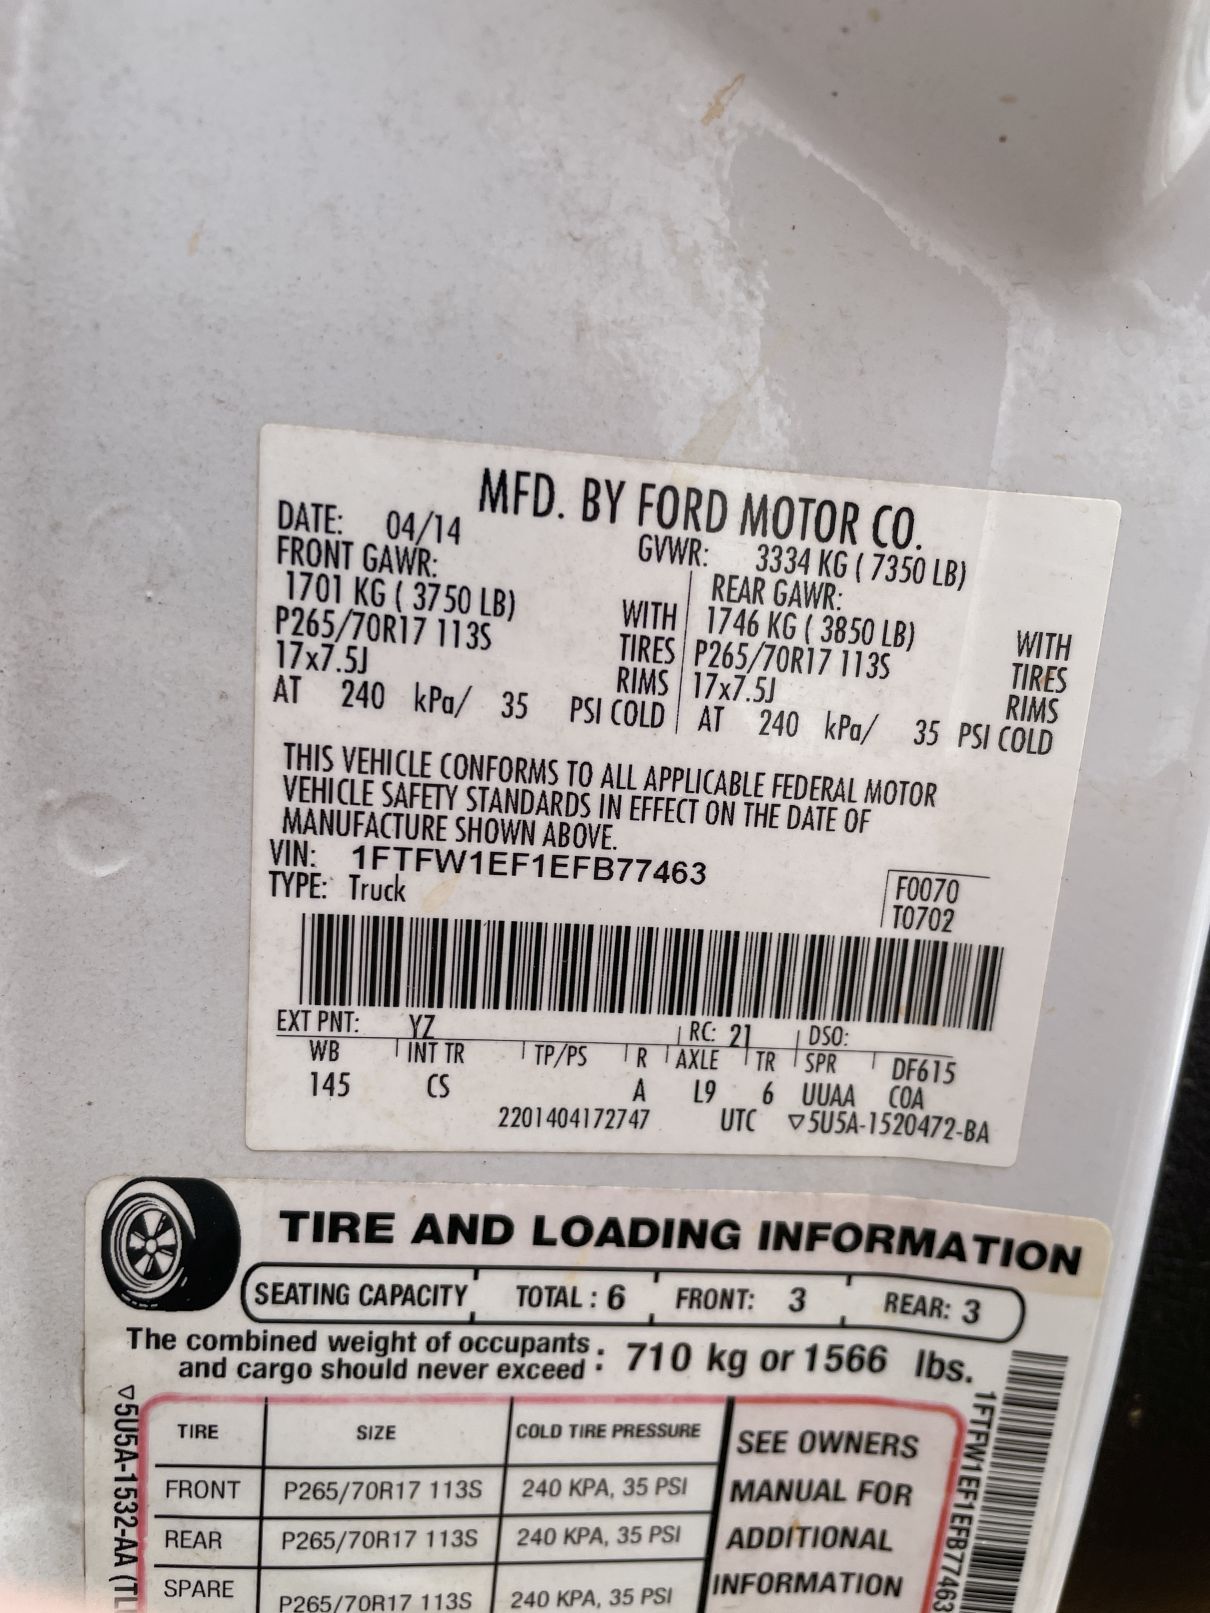 MFD. BY FORD MOTOR CO.
DATE: 04/14 GVWR: 3334 KG ( 7350 LB)
FRONT GAWR: REAR GAWR:
1701 KG ( 3750 LB) WITH 1746 KG ( 3850 LB) WITH
P265/70R17 113S TIRES P265/70R17 113S TIRES
17x7.5J RIMS 17x7.5J RIMS
AT 240 kPa/ 35 PSI COLD AT 240 kPa/ 35 PSI COLD
THIS VEHICLE CONFORMS TO ALL APPLICABLE FEDERAL MOTOR
VEHICLE SAFETY STANDARDS IN EFFECT ON THE DATE OF
MANUFACTURE SHOWN ABOVE.
VIN: 1FTFW1EF1EFB77463
TYPE: Truck F0070
T0702
EXT PNT: YZ RC: 21 DSO:
WB INT TR TP/PS R AXLE TR SPR DF615
145 CS A L9 6 UUAA COA
2201404172747 UTC ▽5U5A-1520472-BA
TIRE AND LOADING INFORMATION
SEATING CAPACITY TOTAL : 6 FRONT: 3 REAR: 3
The combined weight of occupants
and cargo should never exceed : 710 kg or 1566 lbs.
TIRE SIZE COLD TIRE PRESSURE
FRONT P265/70R17 113S 240 KPA, 35 PSI
REAR P265/70R17 113S 240 KPA, 35 PSI
SPARE P265/70R17 113S 240 KPA, 35 PSI
SEE OWNERS
MANUAL FOR
ADDITIONAL
INFORMATION
▽5U5A-1532-AA
1FTFW1EF1EFB77463